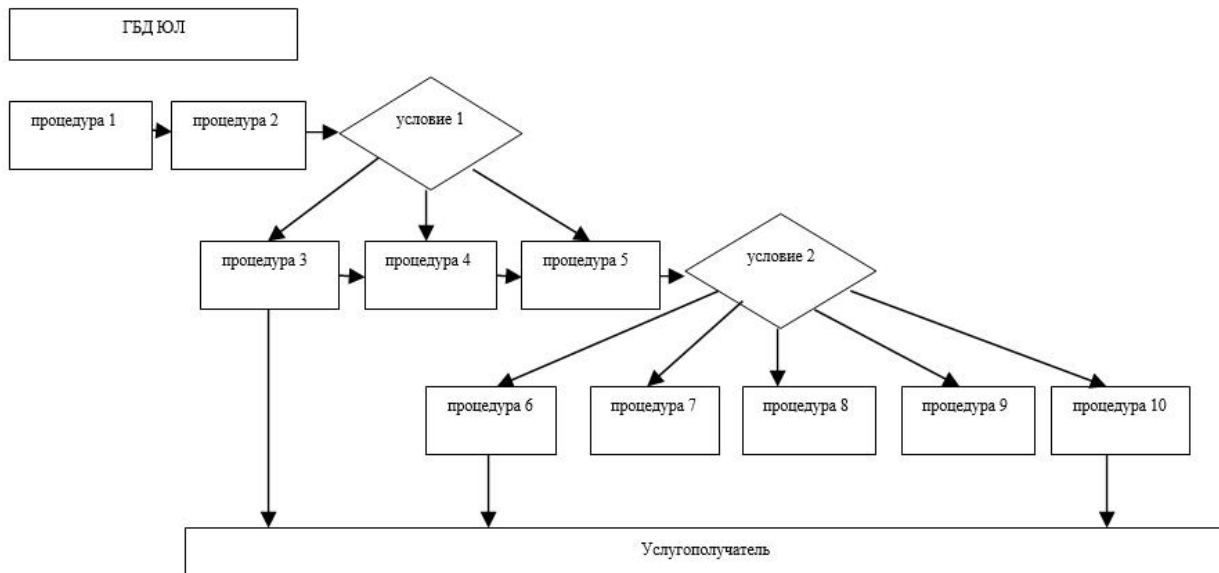 ГБД ЮЛ
процедура 1
процедура 2
условие 1
процедура 3
процедура 4
процедура 5
условие 2
процедура 6
процедура 7
процедура 8
процедура 9
процедура 10
Услугополучатель